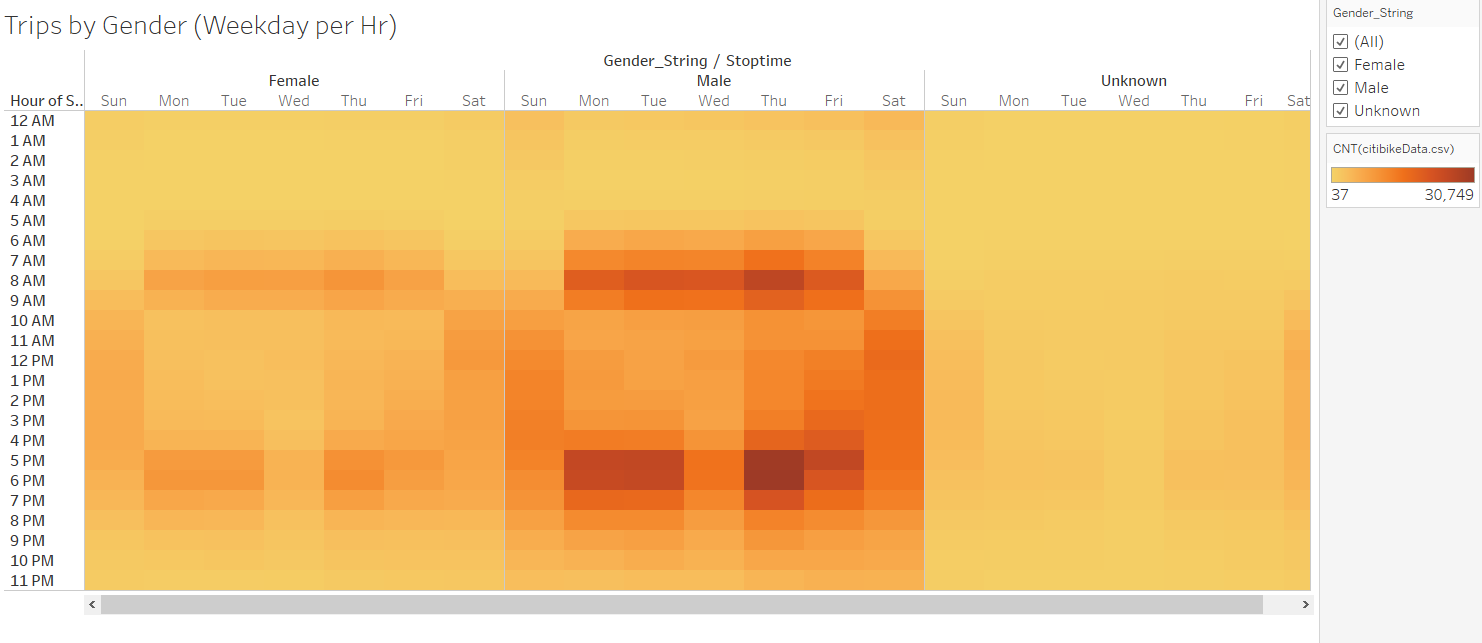 Trips by Gender (Weekday per Hr)
Gender_String / Stoptime
Female Male Unknown
Hour of S.. Sun Mon Tue Wed Thu Fri Sat Sun Mon Tue Wed Thu Fri Sat Sun Mon Tue Wed Thu Fri Sat
12 AM
1 AM
2 AM
3 AM
4 AM
5 AM
6 AM
7 AM
8 AM
9 AM
10 AM
11 AM
12 PM
1 PM
2 PM
3 PM
4 PM
5 PM
6 PM
7 PM
8 PM
9 PM
10 PM
11 PM
Gender_String
(All)
Female
Male
Unknown
CNT(citibikeData.csv)
37 30,749